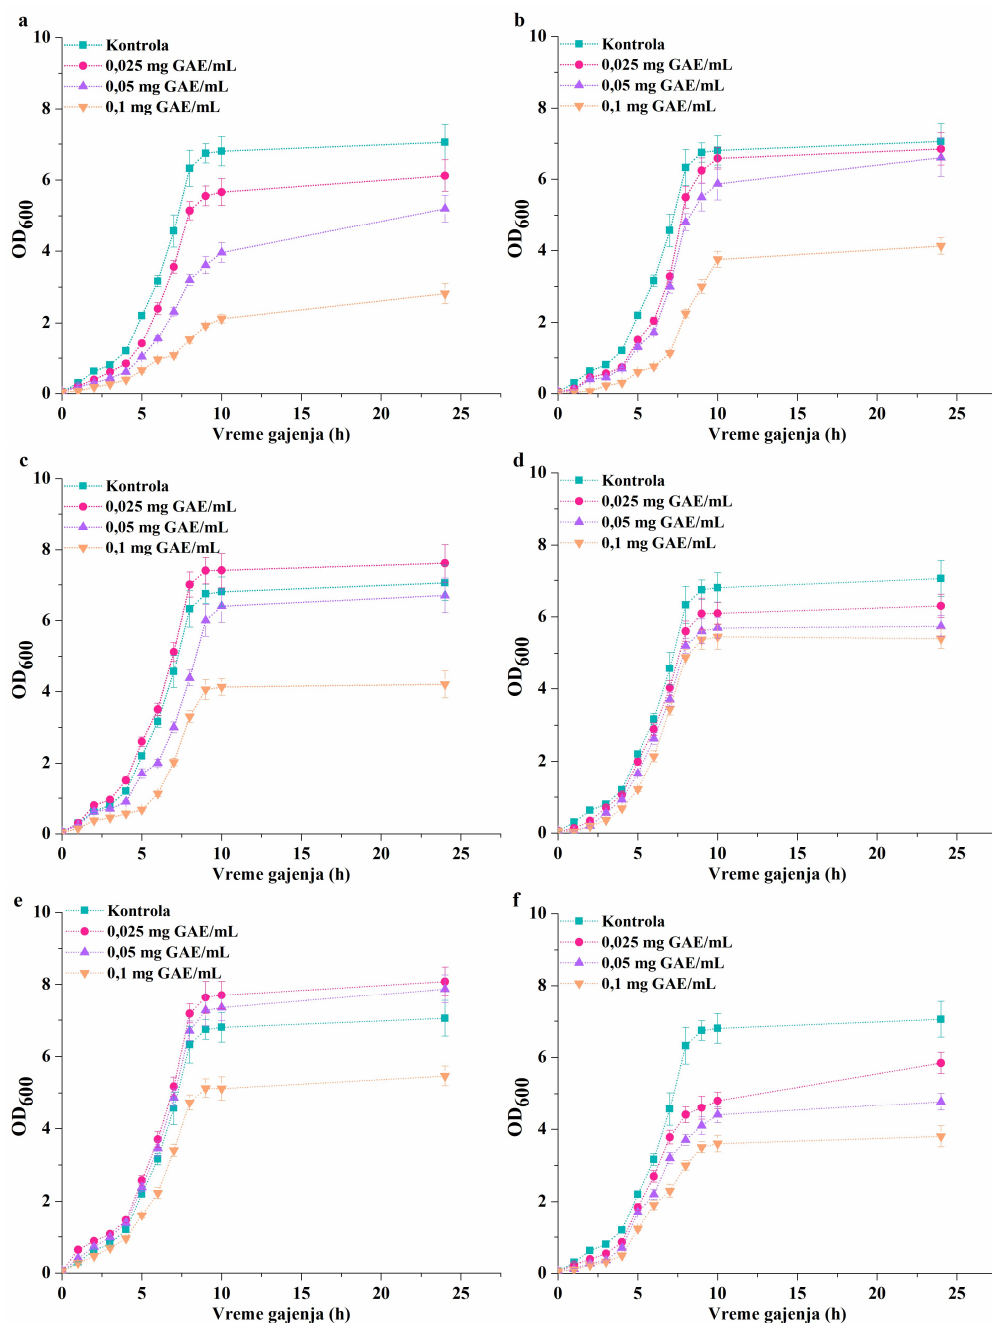 a
10
8
6
4
2
0
OD600
Kontrola
0,025 mg GAE/mL
0,05 mg GAE/mL
0,1 mg GAE/mL
0 5 10 15 20 25
Vreme gajenja (h)
b
10
8
6
4
2
0
OD600
Kontrola
0,025 mg GAE/mL
0,05 mg GAE/mL
0,1 mg GAE/mL
0 5 10 15 20 25
Vreme gajenja (h)
c
10
8
6
4
2
0
OD600
Kontrola
0,025 mg GAE/mL
0,05 mg GAE/mL
0,1 mg GAE/mL
0 5 10 15 20 25
Vreme gajenja (h)
d
10
8
6
4
2
0
OD600
Kontrola
0,025 mg GAE/mL
0,05 mg GAE/mL
0,1 mg GAE/mL
0 5 10 15 20 25
Vreme gajenja (h)
e
10
8
6
4
2
0
OD600
Kontrola
0,025 mg GAE/mL
0,05 mg GAE/mL
0,1 mg GAE/mL
0 5 10 15 20 25
Vreme gajenja (h)
f
10
8
6
4
2
0
OD600
Kontrola
0,025 mg GAE/mL
0,05 mg GAE/mL
0,1 mg GAE/mL
0 5 10 15 20 25
Vreme gajenja (h)